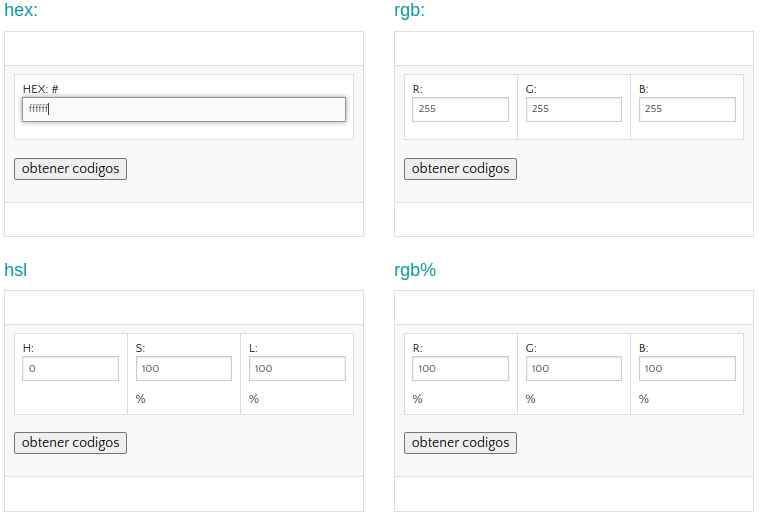 hex:
HEX: #
ffffff
obtener codigos
rgb:
R: G: B:
255 255 255
obtener codigos
hsl
H: S: L:
0 100 100
% %
obtener codigos
rgb%
R: G: B:
100 100 100
% % %
obtener codigos